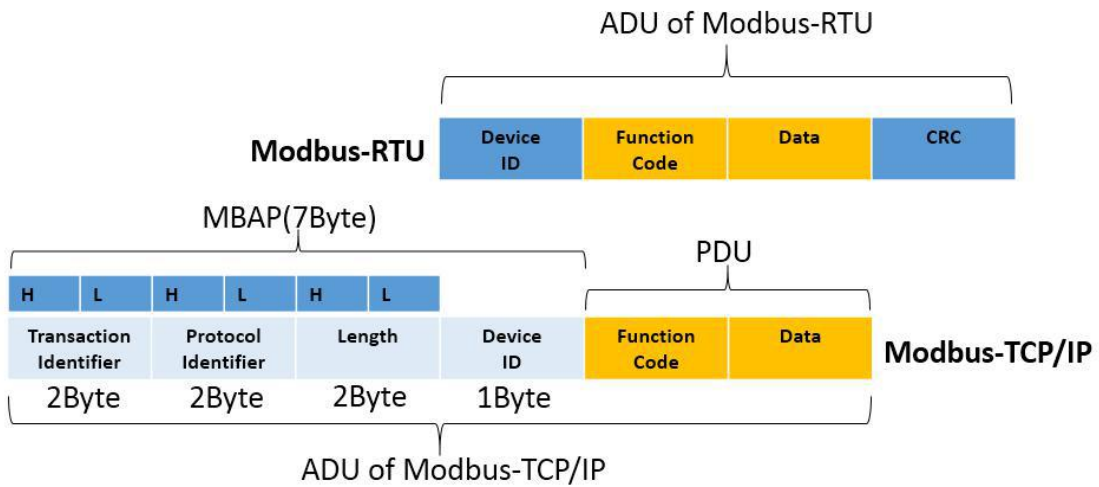 ADU of Modbus-RTU
Modbus-RTU
Device
ID
Function
Code
Data
CRC
MBAP(7Byte)
PDU
H
L
H
L
H
L
Transaction
Identifier
Protocol
Identifier
Length
Device
ID
Function
Code
Data
Modbus-TCP/IP
2Byte
2Byte
2Byte
1Byte
ADU of Modbus-TCP/IP